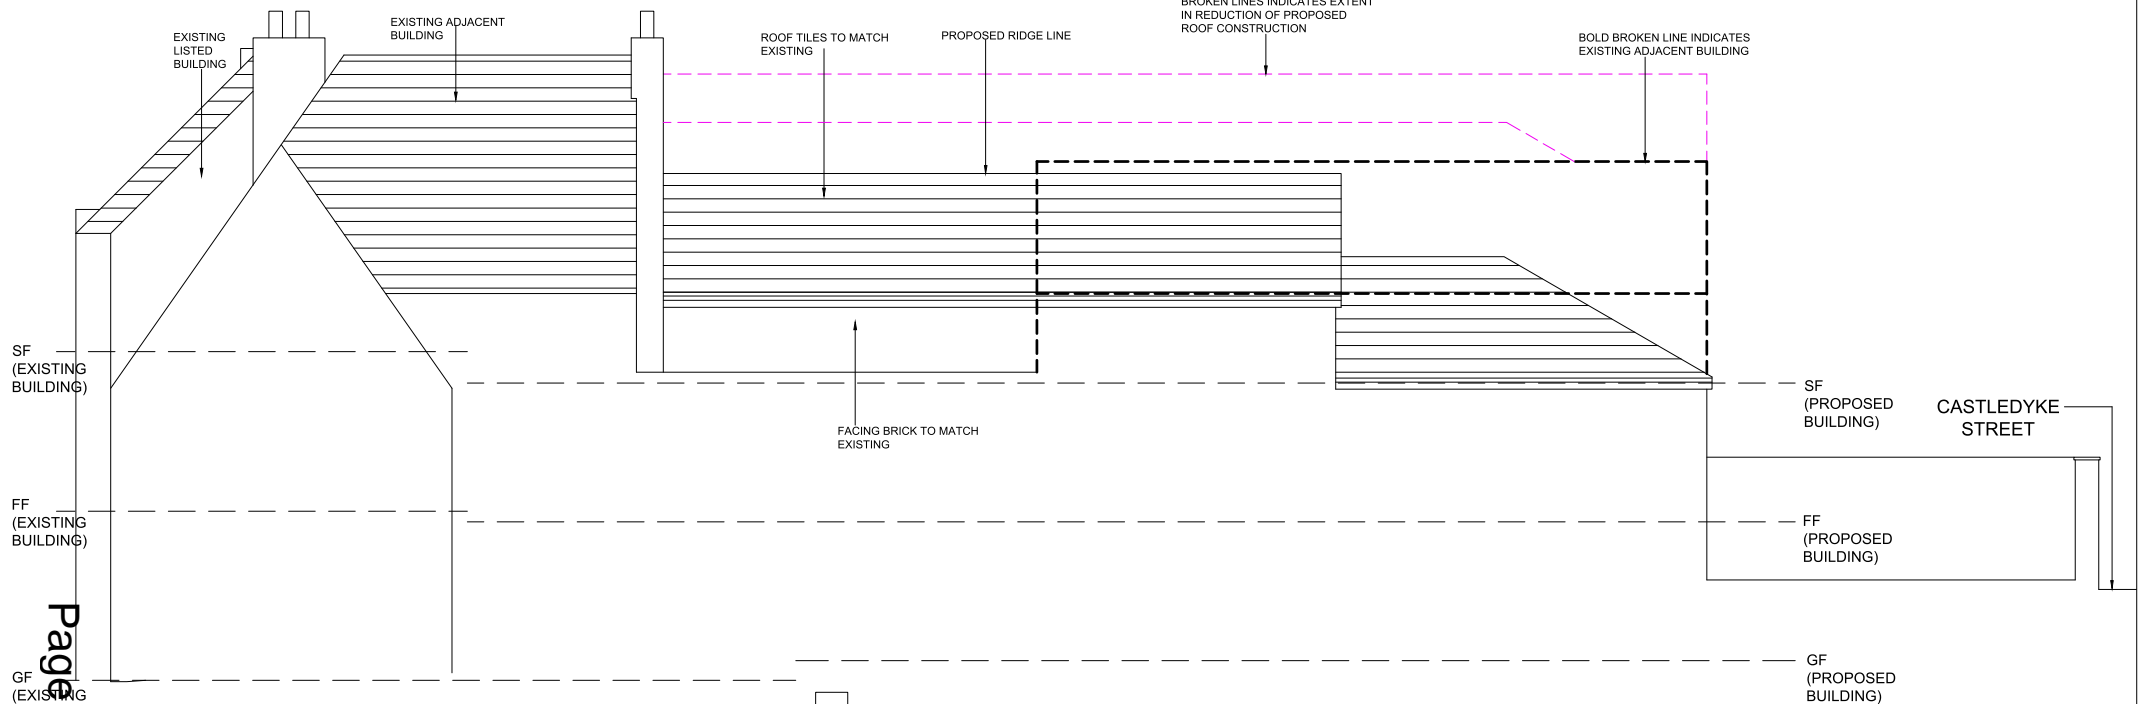 BROKEN LINES INDICATES EXTENT
IN REDUCTION OF PROPOSED
ROOF CONSTRUCTION
EXISTING ADJACENT
BUILDING
EXISTING
LISTED
BUILDING
ROOF TILES TO MATCH
EXISTING
PROPOSED RIDGE LINE
BOLD BROKEN LINE INDICATES
EXISTING ADJACENT BUILDING
SF
(EXISTING
BUILDING)
SF
(PROPOSED
BUILDING)
CASTLEDYKE
STREET
FACING BRICK TO MATCH
EXISTING
FF
(EXISTING
BUILDING)
FF
(PROPOSED
BUILDING)
Page
GF
(EXISTING
GF
(PROPOSED
BUILDING)